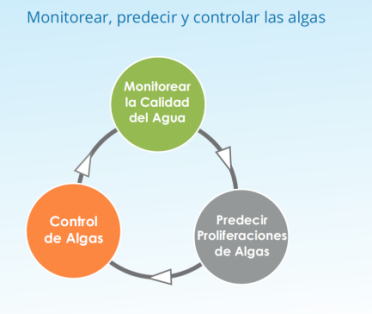 Monitorear, predecir y controlar las algas
Monitorear
la Calidad
del Agua
Control
de Algas
Predecir
Proliferaciones
de Algas